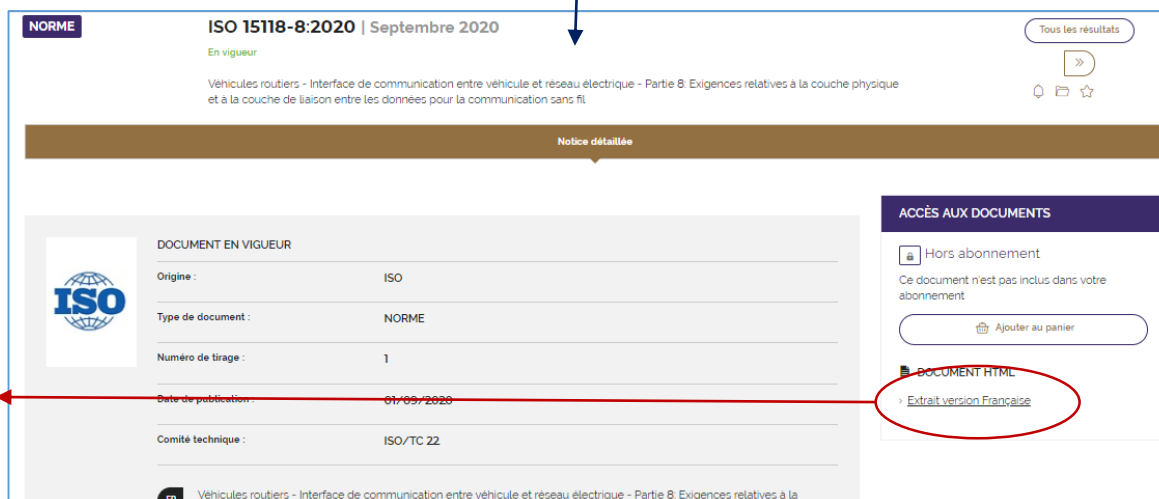 NORME
ISO 15118-8:2020 | Septembre 2020
Tous les résultats
En vigueur
Véhicules routiers - Interface de communication entre véhicule et réseau électrique - Partie 8: Exigences relatives à la couche physique
et à la couche de liaison entre les données pour la communication sans fil
Notice détaillée
ACCÈS AUX DOCUMENTS
Hors abonnement
Ce document n'est pas inclus dans votre
abonnement
Ajouter au panier
DOCUMENT HTML
Extrait version Française
ISO
DOCUMENT EN VIGUEUR
Origine : ISO
Type de document : NORME
Numéro de tirage : 1
Date de publication : 01/09/2020
Comité technique : ISO/TC 22
Véhicules routiers - Interface de communication entre véhicule et réseau électrique - Partie 8: Exigences relatives à la